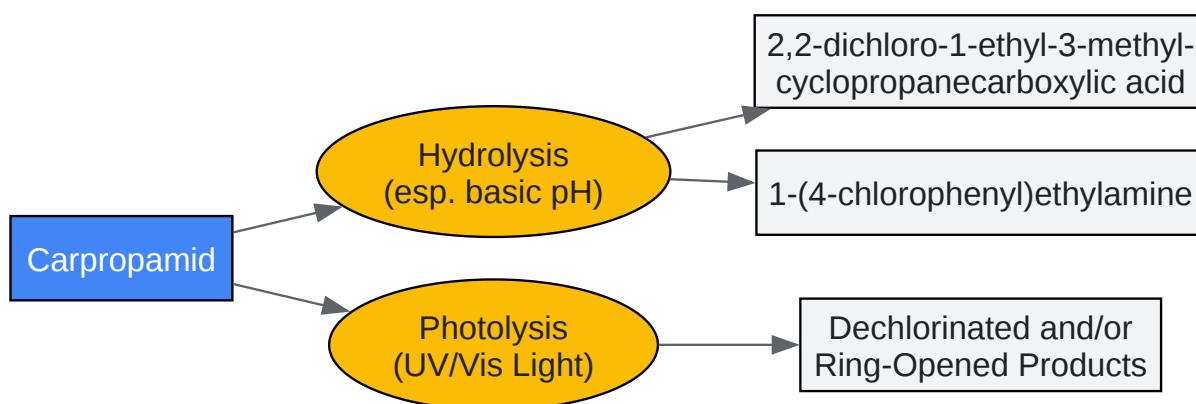 2,2-dichloro-1-ethyl-3-methyl-
cyclopropanecarboxylic acid
Hydrolysis
(esp. basic pH)
1-(4-chlorophenyl)ethylamine
Carpropamid
Photolysis
(UV/Vis Light)
Dechlorinated and/or
Ring-Opened Products